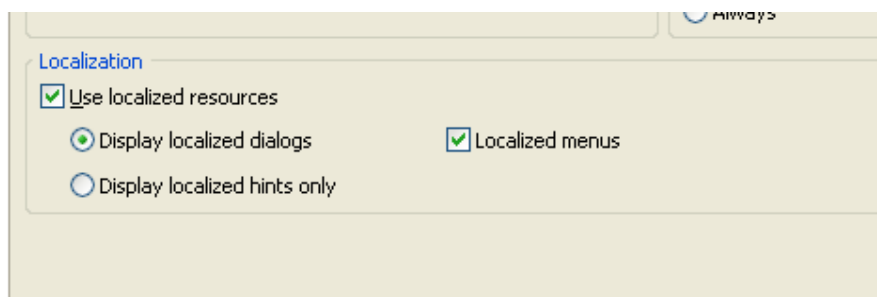 Always
Localization
Use localized resources
Display localized dialogs
Localized menus
Display localized hints only